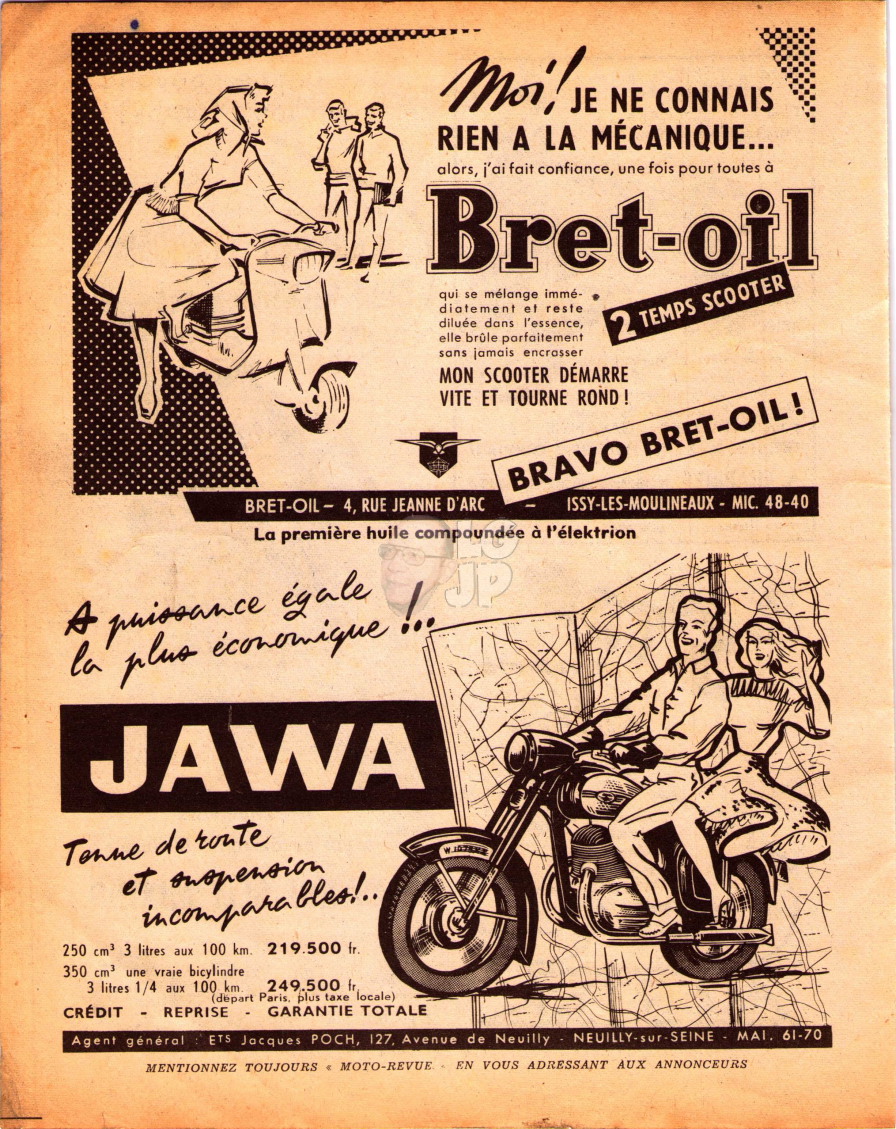 Moi! JE NE CONNAIS
RIEN A LA MÉCANIQUE...
alors, j'ai fait confiance, une fois pour toutes à
Bret-oil
2 TEMPS SCOOTER
qui se mélange immé-
diatement et reste
diluée dans l'essence,
elle brûle parfaitement
sans jamais encrasser
MON SCOOTER DÉMARRE
VITE ET TOURNE ROND !
BRAVO BRET-OIL !
BRET-OIL — 4, RUE JEANNE D'ARC — ISSY-LES-MOULINEAUX - MIC. 48-40
La première huile compoundée à l'élektrion
LG
JP
A puissance égale
la plus économique !!...
JAWA
Tenue de route
et suspension
incomparables!..
250 cm³ 3 litres aux 100 km. 219.500 fr.
350 cm³ une vraie bicylindre
3 litres 1/4 aux 100 km. 249.500 fr.
(départ Paris, plus taxe locale)
CRÉDIT - REPRISE - GARANTIE TOTALE
Agent général : ETS Jacques POCH, 127, Avenue de Neuilly - NEUILLY-sur-SEINE - MAI. 61-70
MENTIONNEZ TOUJOURS « MOTO-REVUE - EN VOUS ADRESSANT AUX ANNONCEURS